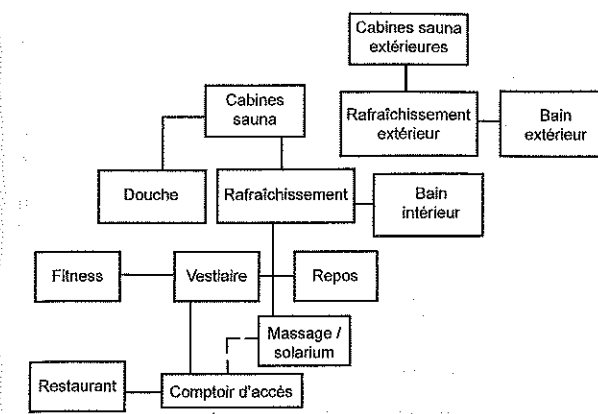 Cabines sauna
extérieures
Cabines
sauna
Rafraîchissement
extérieur
Bain
extérieur
Douche
Rafraîchissement
Bain
intérieur
Fitness
Vestiaire
Repos
Massage /
solarium
Restaurant
Comptoir d'accès